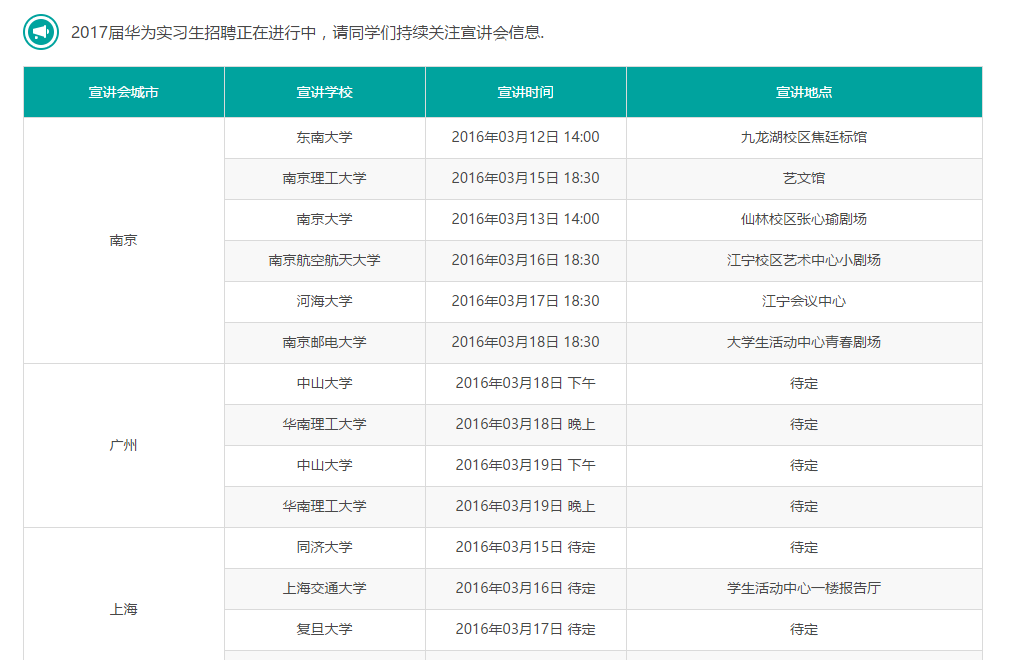 2017届华为实习生招聘正在进行中，请同学们持续关注宣讲会信息.
宣讲会城市 宣讲学校 宣讲时间 宣讲地点
东南大学 2016年03月12日 14:00 九龙湖校区焦廷标馆
南京理工大学 2016年03月15日 18:30 艺文馆
南京大学 2016年03月13日 14:00 仙林校区张心瑜剧场
南京
南京航空航天大学 2016年03月16日 18:30 江宁校区艺术中心小剧场
河海大学 2016年03月17日 18:30 江宁会议中心
南京邮电大学 2016年03月18日 18:30 大学生活动中心青春剧场
中山大学 2016年03月18日 下午 待定
华南理工大学 2016年03月18日 晚上 待定
广州
中山大学 2016年03月19日 下午 待定
华南理工大学 2016年03月19日 晚上 待定
同济大学 2016年03月15日 待定 待定
上海交通大学 2016年03月16日 待定 学生活动中心一楼报告厅
上海
复旦大学 2016年03月17日 待定 待定